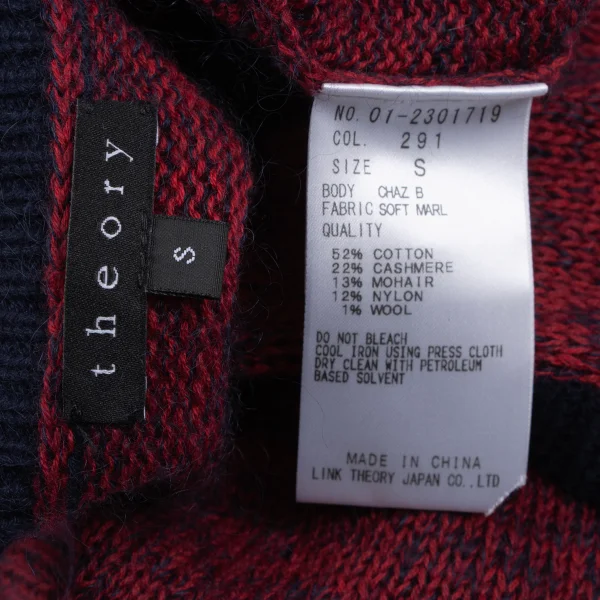 theory
S
NO. 01-2301719
COL. 291
SIZE S
BODY CHAZ B
FABRIC SOFT MARL
QUALITY
52% COTTON
22% CASHMERE
13% MOHAIR
12% NYLON
1% WOOL
DO NOT BLEACH
COOL IRON USING PRESS CLOTH
DRY CLEAN WITH PETROLEUM
BASED SOLVENT
MADE IN CHINA
LINK THEORY JAPAN CO.,LTD